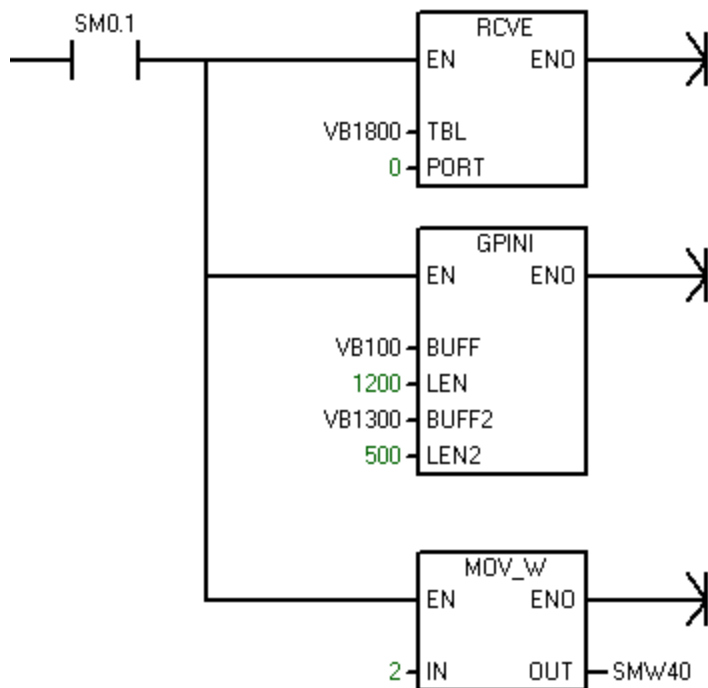 SM0.1
RCVE
EN ENO
VB1800 TBL
0 PORT
GPINI
EN ENO
VB100 BUFF
1200 LEN
VB1300 BUFF2
500 LEN2
MOV_W
EN ENO
2 IN OUT SMW40